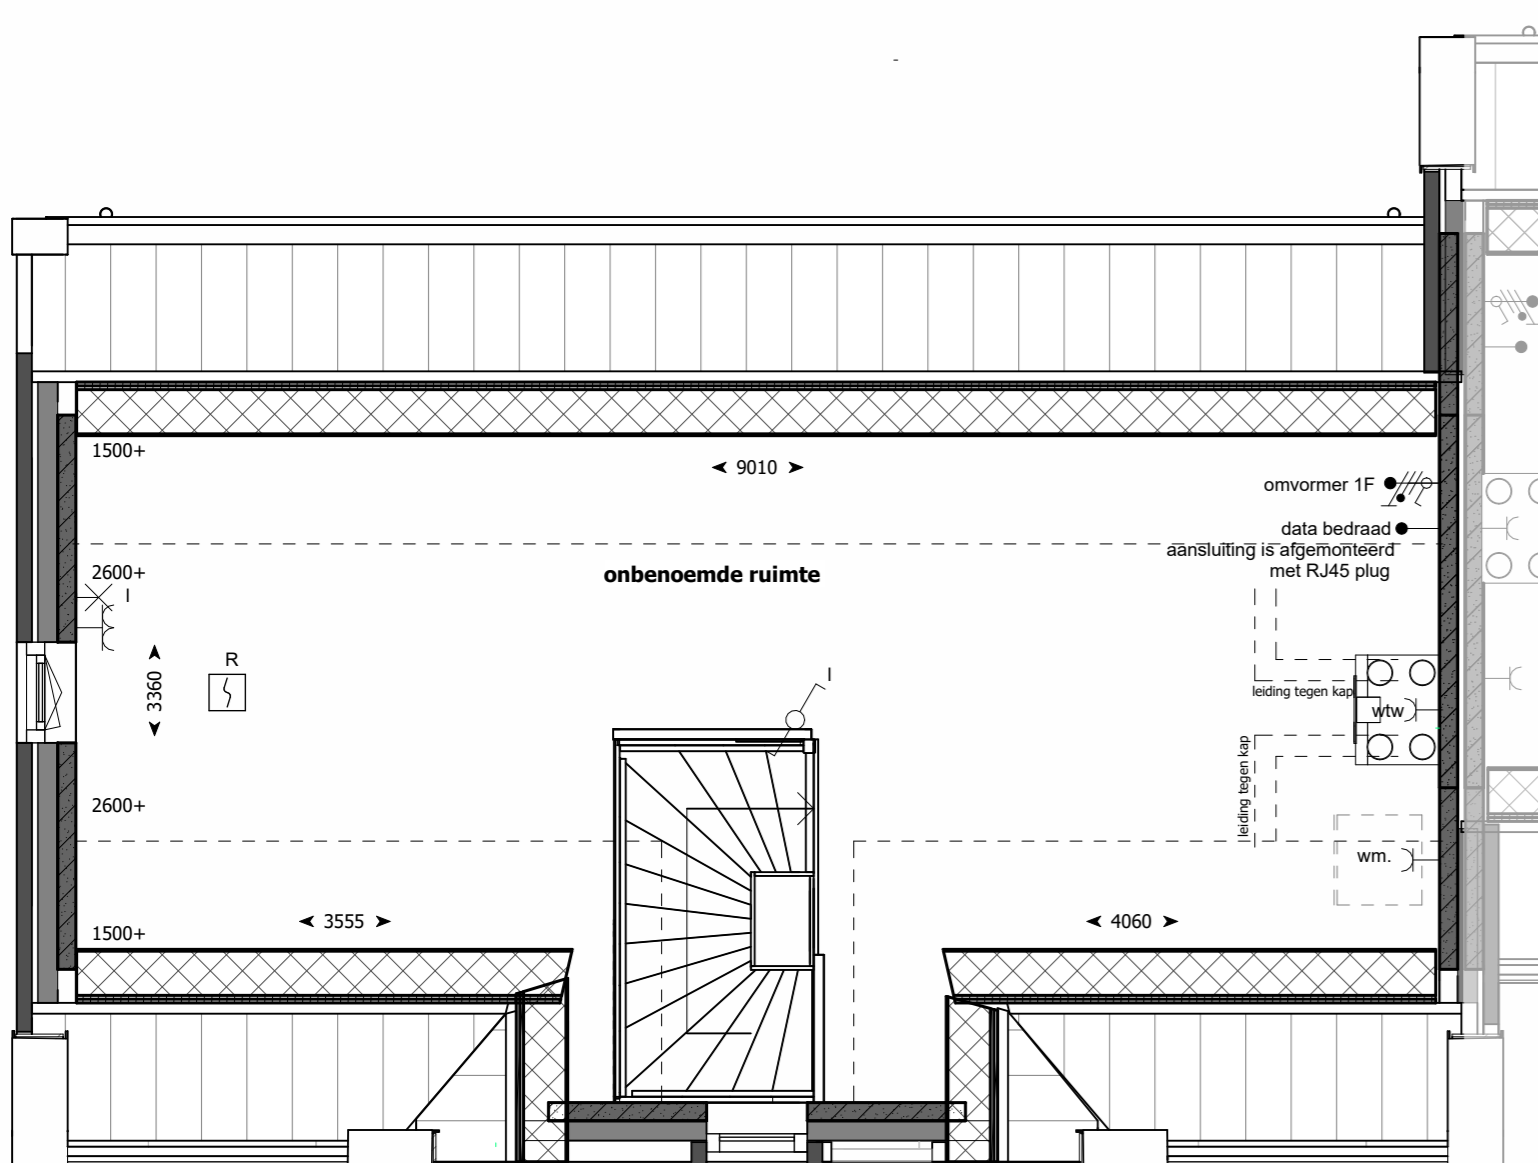 1500+
9010
omvormer 1F
data bedraad
aansluiting is afgemonteerd
met RJ45 plug
2600+
onbenoemde ruimte
I
R
3360
I
leiding tegen kap
wtw
leiding tegen kap
2600+
wm.
3555
4060
1500+